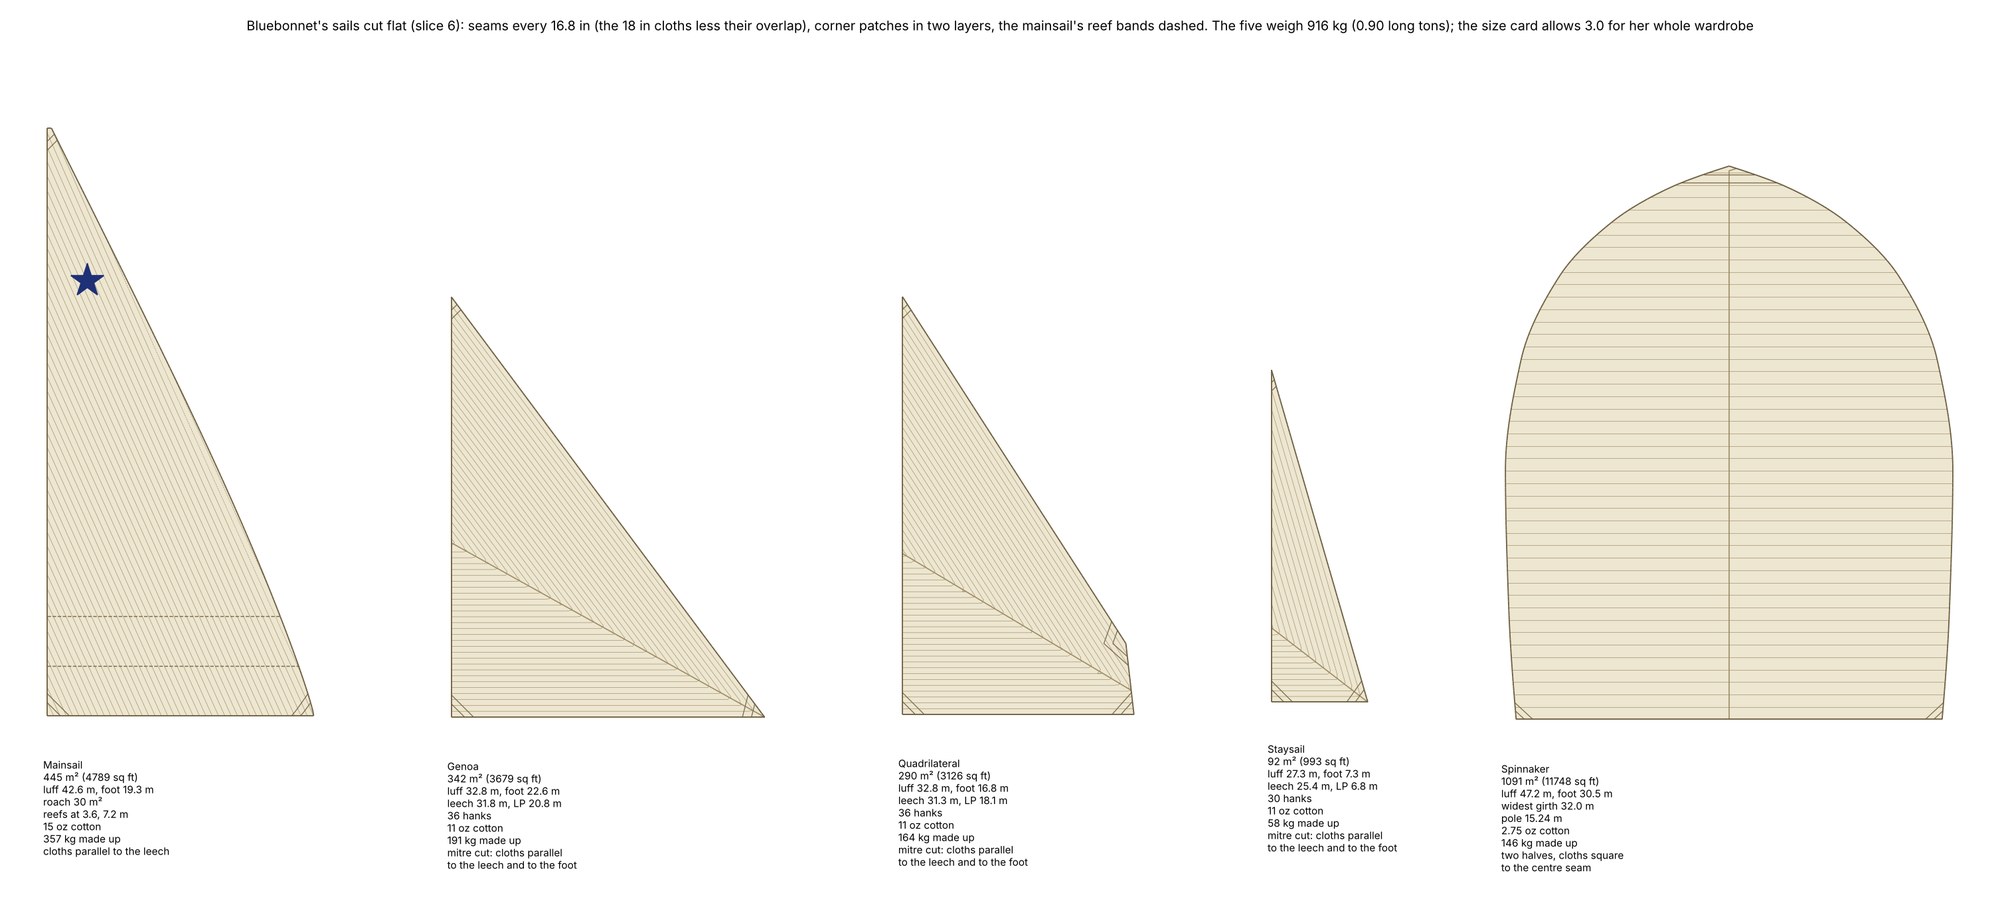 Bluebonnet's sails cut flat (slice 6): seams every 16.8 in (the 18 in cloths less their overlap), corner patches in two layers, the mainsail's reef bands dashed. The five weigh 916 kg (0.90 long tons); the size card allows 3.0 for her whole wardrobe
Mainsail
445 m² (4789 sq ft)
luff 42.6 m, foot 19.3 m
roach 30 m²
reefs at 3.6, 7.2 m
15 oz cotton
357 kg made up
cloths parallel to the leech
Genoa
342 m² (3679 sq ft)
luff 32.8 m, foot 22.6 m
leech 31.8 m, LP 20.8 m
36 hanks
11 oz cotton
191 kg made up
mitre cut: cloths parallel
to the leech and to the foot
Quadrilateral
290 m² (3126 sq ft)
luff 32.8 m, foot 16.8 m
leech 31.3 m, LP 18.1 m
36 hanks
11 oz cotton
164 kg made up
mitre cut: cloths parallel
to the leech and to the foot
Staysail
92 m² (993 sq ft)
luff 27.3 m, foot 7.3 m
leech 25.4 m, LP 6.8 m
30 hanks
11 oz cotton
58 kg made up
mitre cut: cloths parallel
to the leech and to the foot
Spinnaker
1091 m² (11748 sq ft)
luff 47.2 m, foot 30.5 m
widest girth 32.0 m
pole 15.24 m
2.75 oz cotton
146 kg made up
two halves, cloths square
to the centre seam